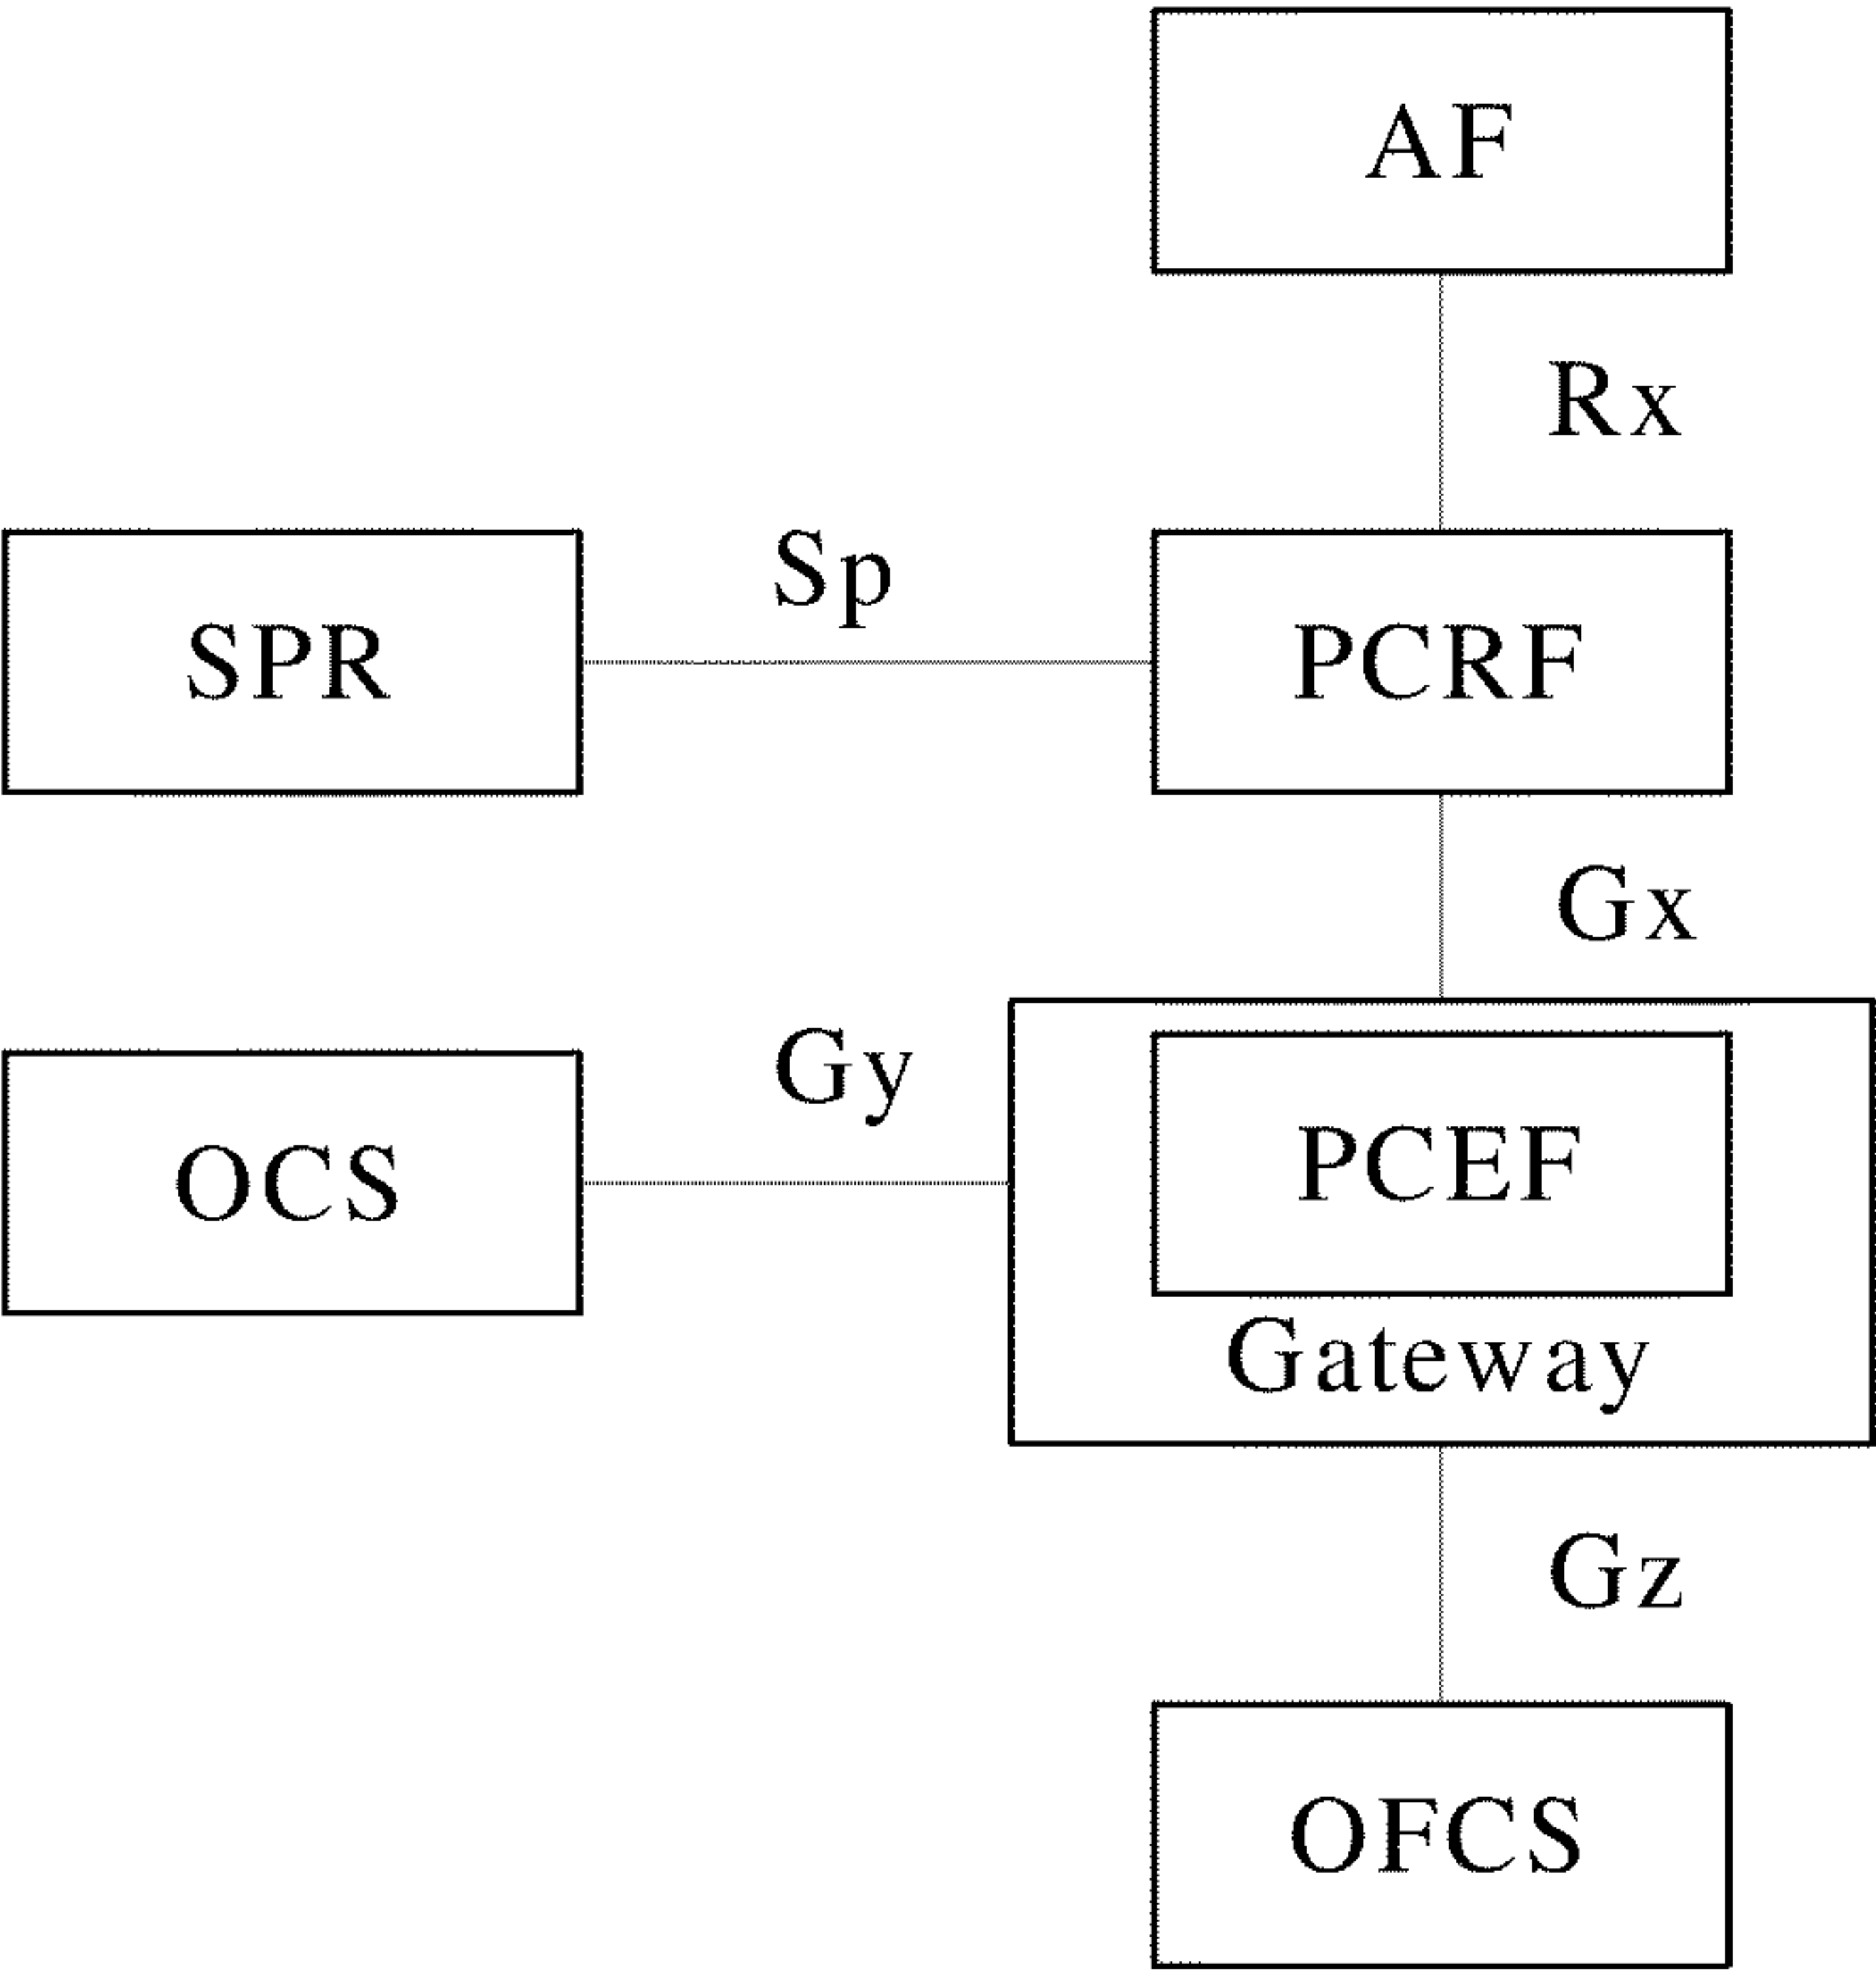 AF
Rx
Sp
SPR
PCRF
Gx
Gy
OCS
PCEF
Gateway
Gz
OFCS